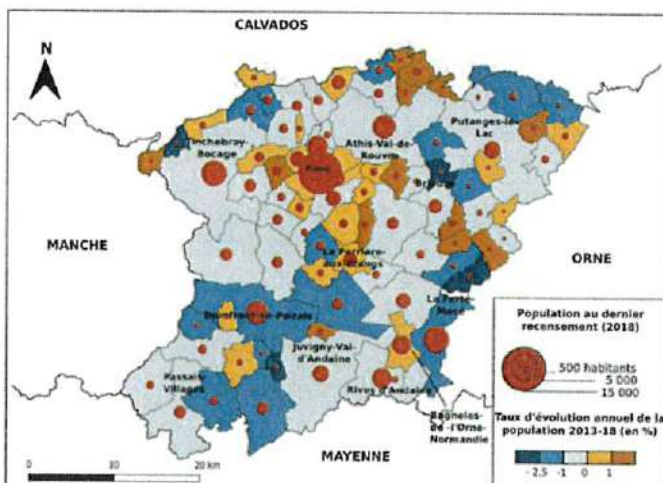 CALVADOS
N
Putanges-le-
Lac
Tinchebray-
Bocage
Athis-Val-de-
Rouvre
Flers
Briouze
MANCHE
ORNE
La Ferrière-
aux-Etangs
La Ferté-
Macé
Domfront-en-Poiraie
Juvigny-Val-
d'Andaine
Passais-
Villages
Rives d'Andaine
Bagnoles-
de -l'Orne-
Normandie
MAYENNE
0 10 20 km
Population au dernier
recensement (2018)
500 habitants
5 000
15 000
Taux d'évolution annuel de la
population 2013-18 (en %)
-2,5 -1 0 1